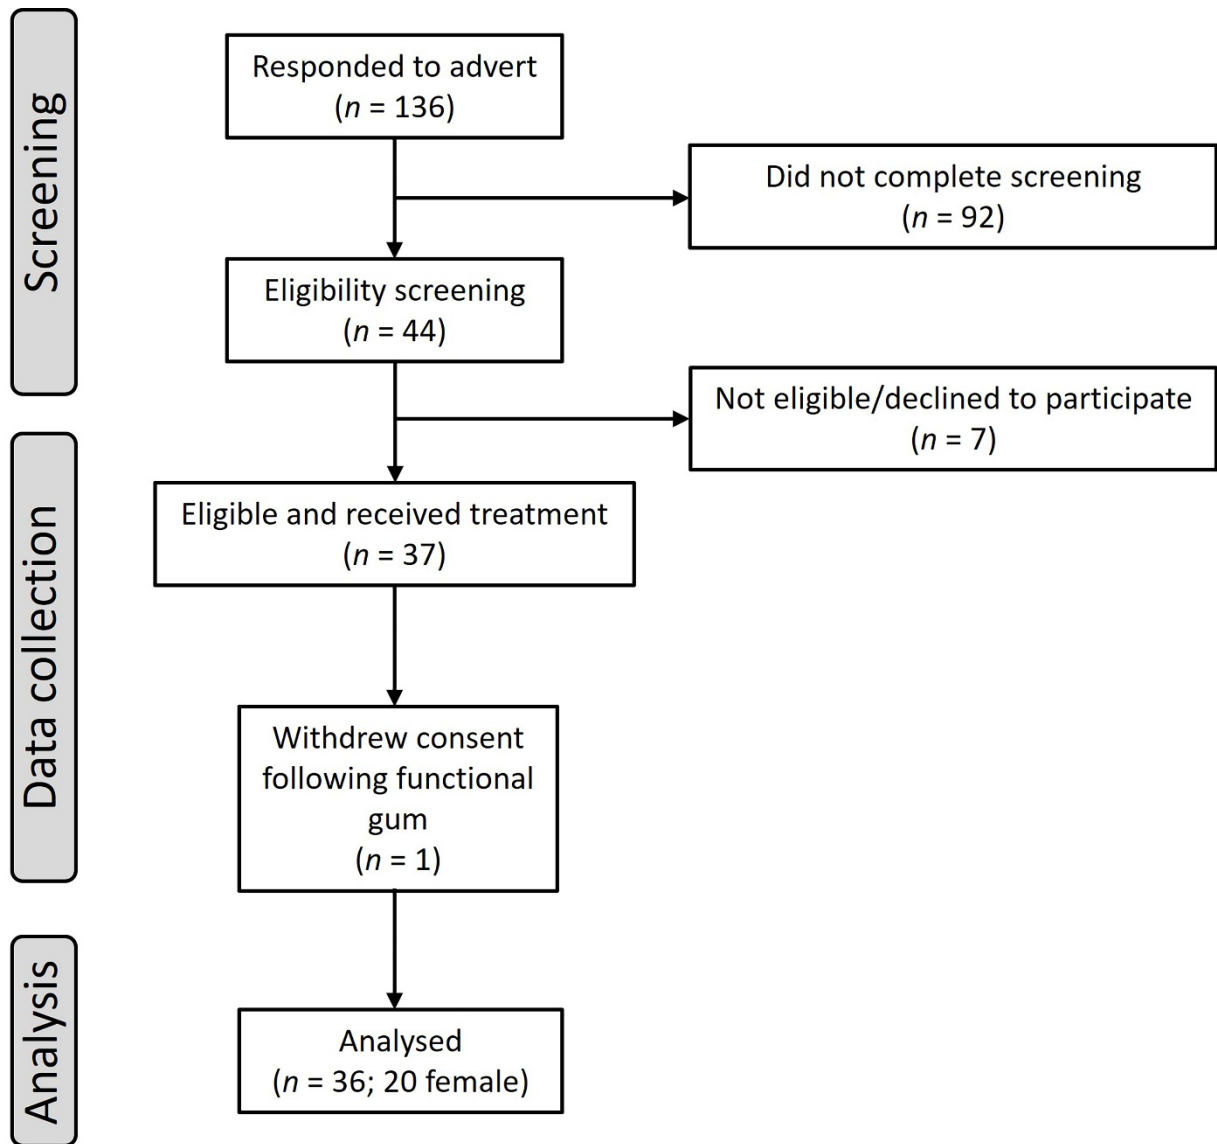 Screening
Responded to advert
(n = 136)
Did not complete screening
(n = 92)
Eligibility screening
(n = 44)
Not eligible/declined to participate
(n = 7)
Data collection
Eligible and received treatment
(n = 37)
Withdrew consent
following functional
gum
(n = 1)
Analysis
Analysed
(n = 36; 20 female)